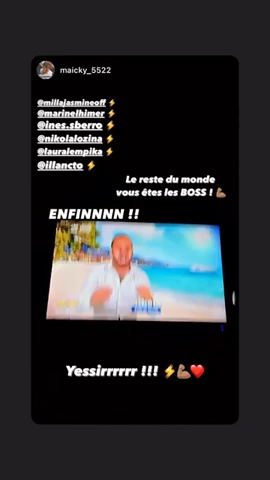 maicky_5522
@millajasmineoff ⚡
@marinelhimer ⚡
@ines.sberro ⚡
@nikolalozina ⚡
@lauralempika ⚡
@illancto ⚡
Le reste du monde
vous êtes les BOSS ! 💪🏽
ENFINNNN !!
Yessirrrrrr !!! ⚡💪🏽❤️